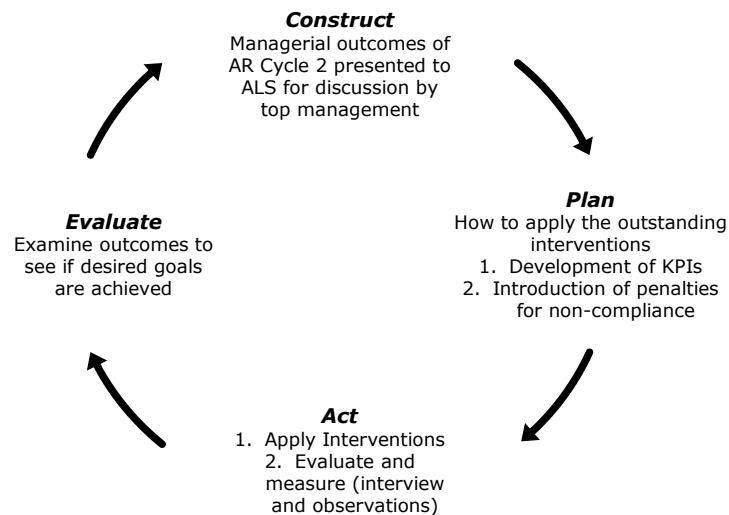 Construct
Managerial outcomes of
AR Cycle 2 presented to
ALS for discussion by
top management
Plan
How to apply the outstanding
interventions
1. Development of KPIs
2. Introduction of penalties
for non-compliance
Act
1. Apply Interventions
2. Evaluate and
measure (interview
and observations)
Evaluate
Examine outcomes to
see if desired goals
are achieved